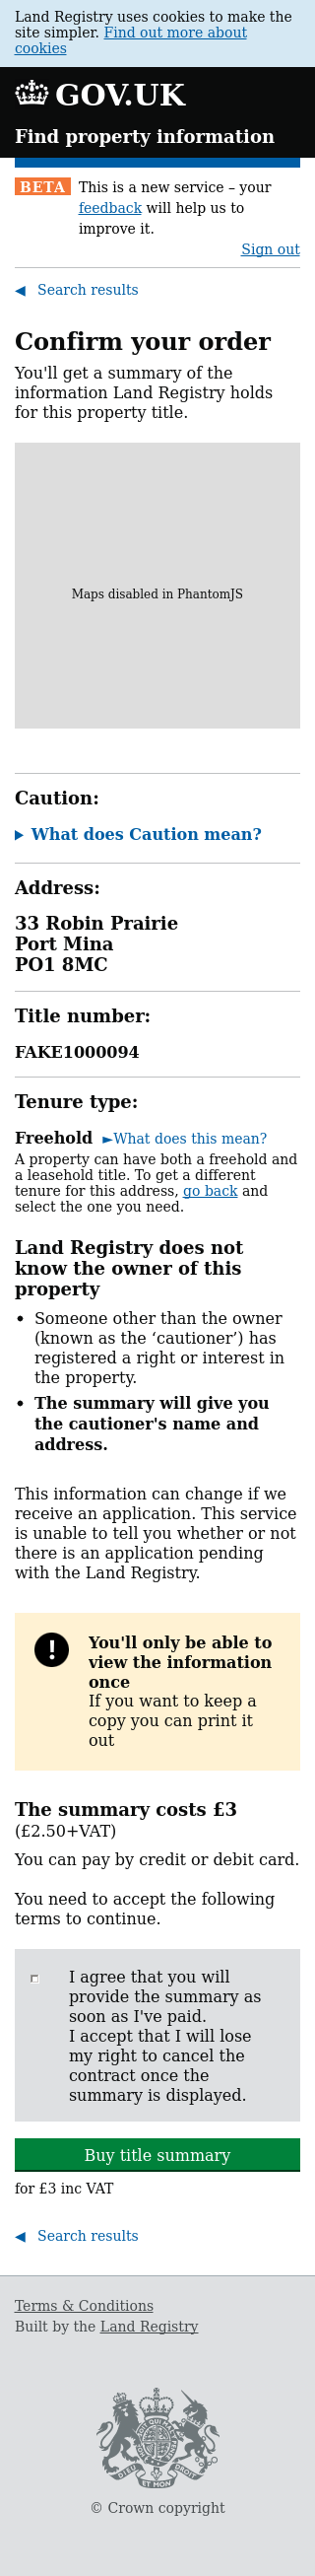 Land Registry uses cookies to make the
site simpler. Find out more about
cookies
GOV.UK
Find property information
BETA This is a new service – your
feedback will help us to
improve it.
Sign out
◀ Search results
Confirm your order
You'll get a summary of the
information Land Registry holds
for this property title.
Maps disabled in PhantomJS
Caution:
▶ What does Caution mean?
Address:
33 Robin Prairie
Port Mina
PO1 8MC
Title number:
FAKE1000094
Tenure type:
Freehold ►What does this mean?
A property can have both a freehold and
a leasehold title. To get a different
tenure for this address, go back and
select the one you need.
Land Registry does not
know the owner of this
property
• Someone other than the owner
(known as the ‘cautioner’) has
registered a right or interest in
the property.
• The summary will give you
the cautioner's name and
address.
This information can change if we
receive an application. This service
is unable to tell you whether or not
there is an application pending
with the Land Registry.
! You'll only be able to
view the information
once
If you want to keep a
copy you can print it
out
The summary costs £3
(£2.50+VAT)
You can pay by credit or debit card.
You need to accept the following
terms to continue.
I agree that you will
provide the summary as
soon as I've paid.
I accept that I will lose
my right to cancel the
contract once the
summary is displayed.
Buy title summary
for £3 inc VAT
◀ Search results
Terms & Conditions
Built by the Land Registry
DIEU ET MON DROIT
© Crown copyright